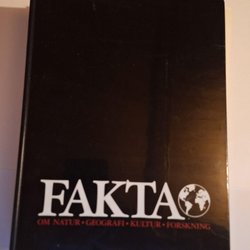 FAKTA
OM NATUR • GEOGRAFI • KULTUR • FORSKNING